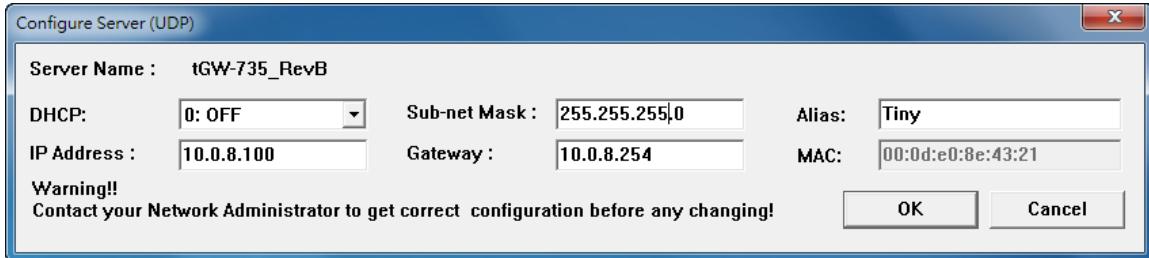 Configure Server (UDP)
Server Name : tGW-735_RevB
DHCP: 0: OFF Sub-net Mask : 255.255.255.0 Alias: Tiny
IP Address : 10.0.8.100 Gateway : 10.0.8.254 MAC: 00:0d:e0:8e:43:21
Warning!!
Contact your Network Administrator to get correct configuration before any changing!
OK Cancel